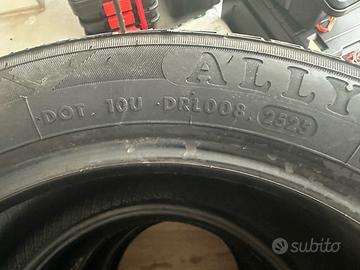 ALLY
·DOT. 10U ·DRL008. 2523
subito